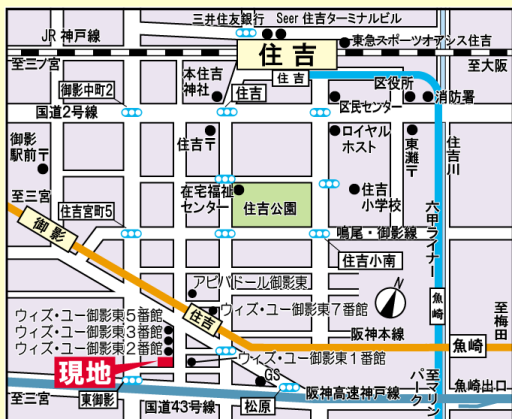 三井住友銀行
Seer 住吉ターミナルビル
JR 神戸線
住吉
東急スポーツオアシス住吉
至三ノ宮
至大阪
住吉
区役所
御影中町2
本住吉
神社
住吉
消防署
国道2号線
区民センター
御影
駅前〒
住吉〒
ロイヤル
ホスト
東灘〒
住吉川
至三宮
在宅福祉
センター
住吉公園
住吉
小学校
六甲ライナー
住吉宮町5
鳴尾・御影線
御影
住吉小南
N
アビバドール御影東
魚崎
至梅田
ウィズ・ユー御影東5番館
ウィズ・ユー御影東7番館
住吉
ウィズ・ユー御影東3番館
阪神本線
ウィズ・ユー御影東2番館
魚崎
ウィズ・ユー御影東1番館
現地
GS
至マリンパーク
魚崎出口
東御影
阪神高速神戸線
至三宮
国道43号線
松原